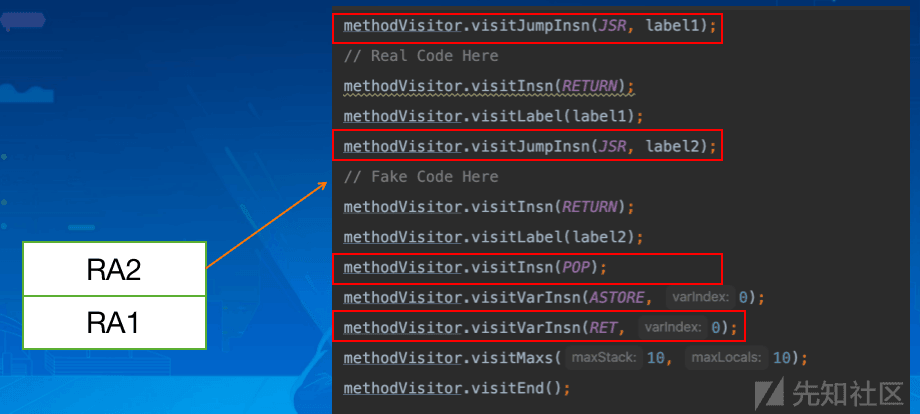 methodVisitor.visitJumpInsn(JSR, label1);
// Real Code Here
methodVisitor.visitInsn(RETURN);
methodVisitor.visitLabel(label1);
methodVisitor.visitJumpInsn(JSR, label2);
// Fake Code Here
methodVisitor.visitInsn(RETURN);
methodVisitor.visitLabel(label2);
methodVisitor.visitInsn(POP);
methodVisitor.visitVarInsn(ASTORE, varIndex: 0);
methodVisitor.visitVarInsn(RET, varIndex: 0);
methodVisitor.visitMaxs( maxStack: 10, maxLocals: 10);
methodVisitor.visitEnd();
RA2
RA1
先知社区